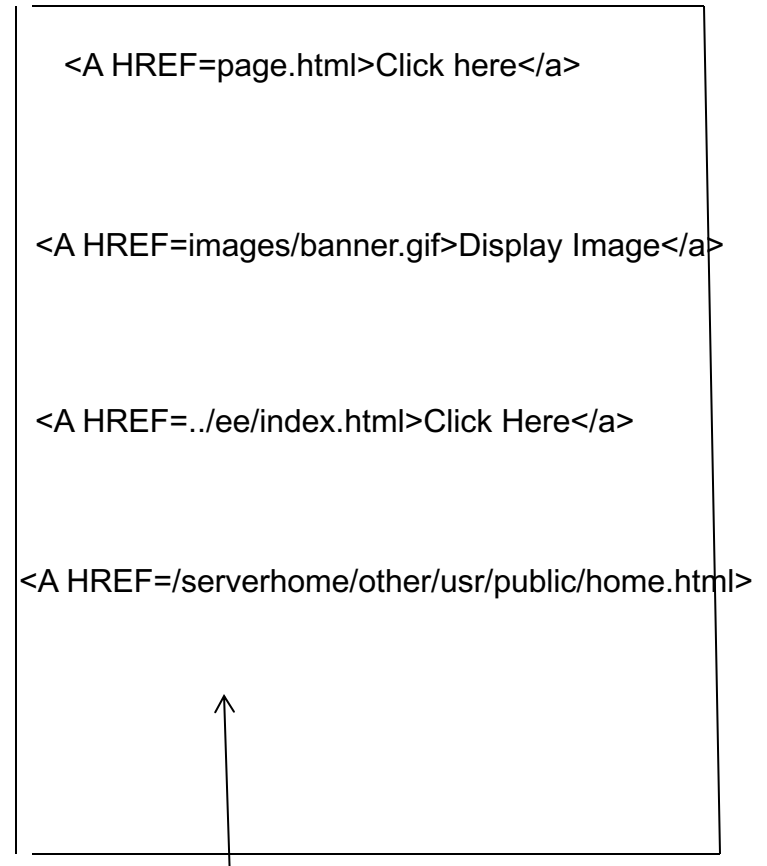 <A HREF=page.html>Click here</a>
<A HREF=images/banner.gif>Display Image</a>
<A HREF=../ee/index.html>Click Here</a>
<A HREF=/serverhome/other/usr/public/home.html>